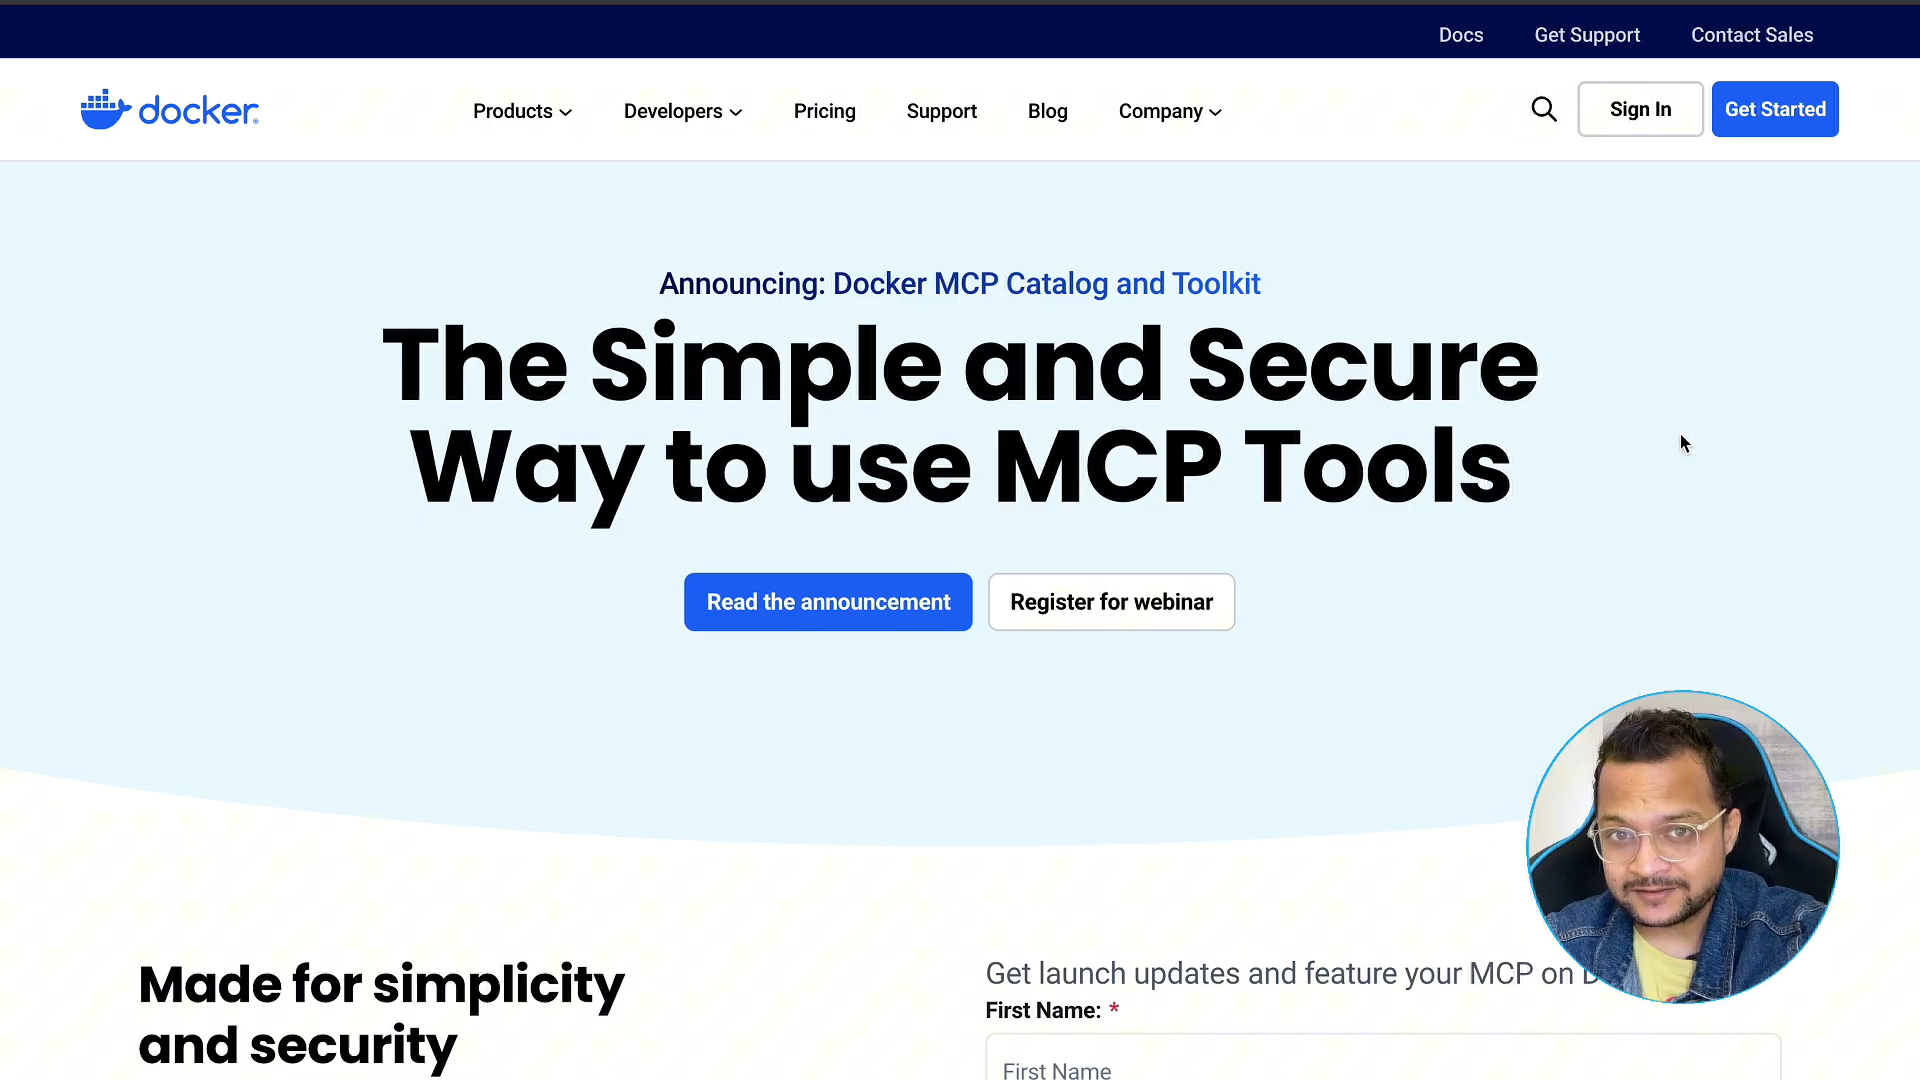 Docs Get Support Contact Sales
docker Products Developers Pricing Support Blog Company Sign In Get Started
Announcing: Docker MCP Catalog and Toolkit
The Simple and Secure
Way to use MCP Tools
Read the announcement Register for webinar
Made for simplicity
and security
Get launch updates and feature your MCP on
First Name: *
First Name